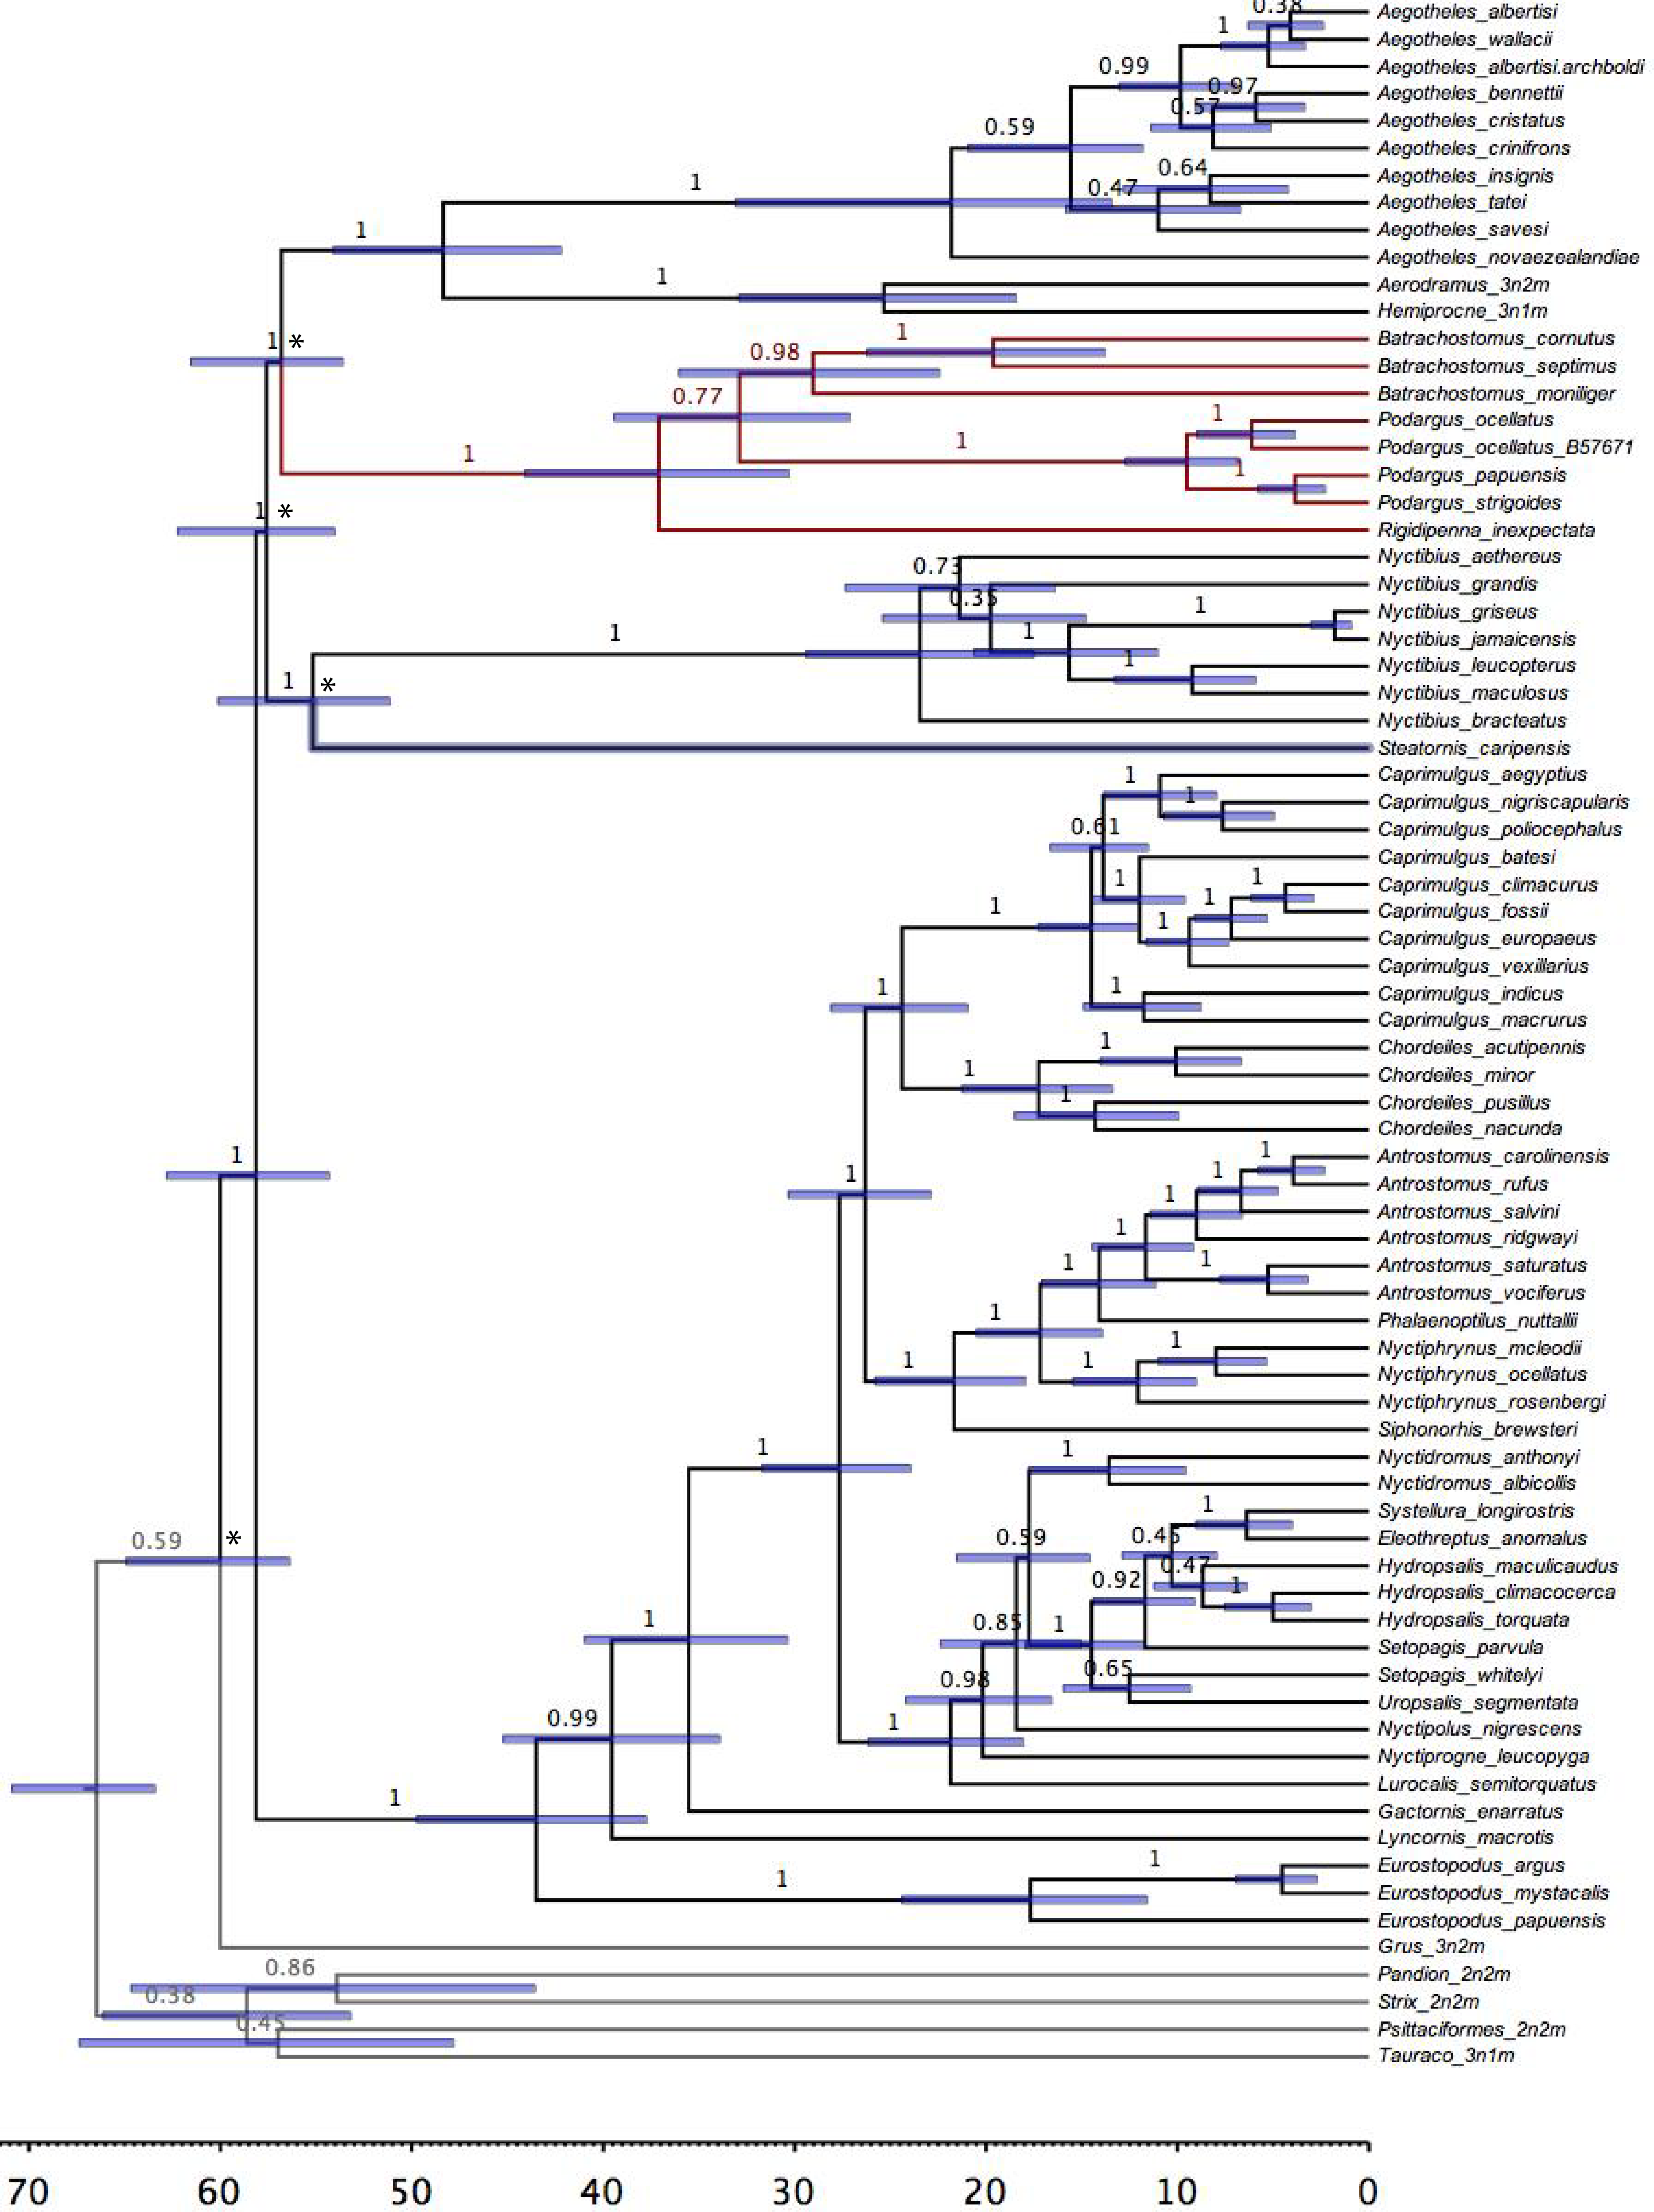 0.38
Aegotheles_albertisi
1
Aegotheles_wallacii
0.99
Aegotheles_albertisi.archboldi
0.97
Aegotheles_bennettii
0.57
Aegotheles_cristatus
0.59
Aegotheles_crinifrons
0.64
Aegotheles_insignis
1
0.47
Aegotheles_tatei
1
Aegotheles_savesi
Aegotheles_novaezealandiae
1
Aerodramus_3n2m
Hemiprocne_3n1m
1 *
1
Batrachostomus_cornutus
0.98
Batrachostomus_septimus
0.77
Batrachostomus_moniliger
1
Podargus_ocellatus
1
1
Podargus_ocellatus_B57671
1
Podargus_papuensis
Podargus_strigoides
1 *
Rigidipenna_inexpectata
Nyctibius_aethereus
0.73
Nyctibius_grandis
0.35
1
Nyctibius_griseus
1
1
Nyctibius_jamaicensis
1
Nyctibius_leucopterus
1 *
Nyctibius_maculosus
Nyctibius_bracteatus
Steatornis_caripensis
1
Caprimulgus_aegyptius
1
Caprimulgus_nigriscapularis
0.61
Caprimulgus_poliocephalus
Caprimulgus_batesi
1
1
Caprimulgus_climacurus
1
1
Caprimulgus_fossii
1
Caprimulgus_europaeus
Caprimulgus_vexillarius
1
1
Caprimulgus_indicus
Caprimulgus_macrurus
1
Chordeiles_acutipennis
1
Chordeiles_minor
1
Chordeiles_pusillus
Chordeiles_nacunda
1
1
Antrostomus_carolinensis
1
1
Antrostomus_rufus
1
Antrostomus_salvini
1
Antrostomus_ridgwayi
1
1
Antrostomus_saturatus
Antrostomus_vociferus
1
Phalaenoptilus_nuttallii
1
Nyctiphrynus_mcleodii
1
1
Nyctiphrynus_ocellatus
Nyctiphrynus_rosenbergi
Siphonorhis_brewsteri
1
1
Nyctidromus_anthonyi
Nyctidromus_albicollis
1
Systellura_longirostris
0.59 *
0.59
0.45
Eleothreptus_anomalus
0.47
Hydropsalis_maculicaudus
0.92
1
Hydropsalis_climacocerca
1
0.85
1
Hydropsalis_torquata
Setopagis_parvula
0.98
0.65
Setopagis_whitelyi
Uropsalis_segmentata
0.99
1
Nyctipolus_nigrescens
Nyctiprogne_leucopyga
1
Lurocalis_semitorquatus
Gactornis_enarratus
Lyncornis_macrotis
1
1
Eurostopodus_argus
Eurostopodus_mystacalis
Eurostopodus_papuensis
Grus_3n2m
0.86
Pandion_2n2m
0.38
Strix_2n2m
0.45
Psittaciformes_2n2m
Tauraco_3n1m
70 60 50 40 30 20 10 0